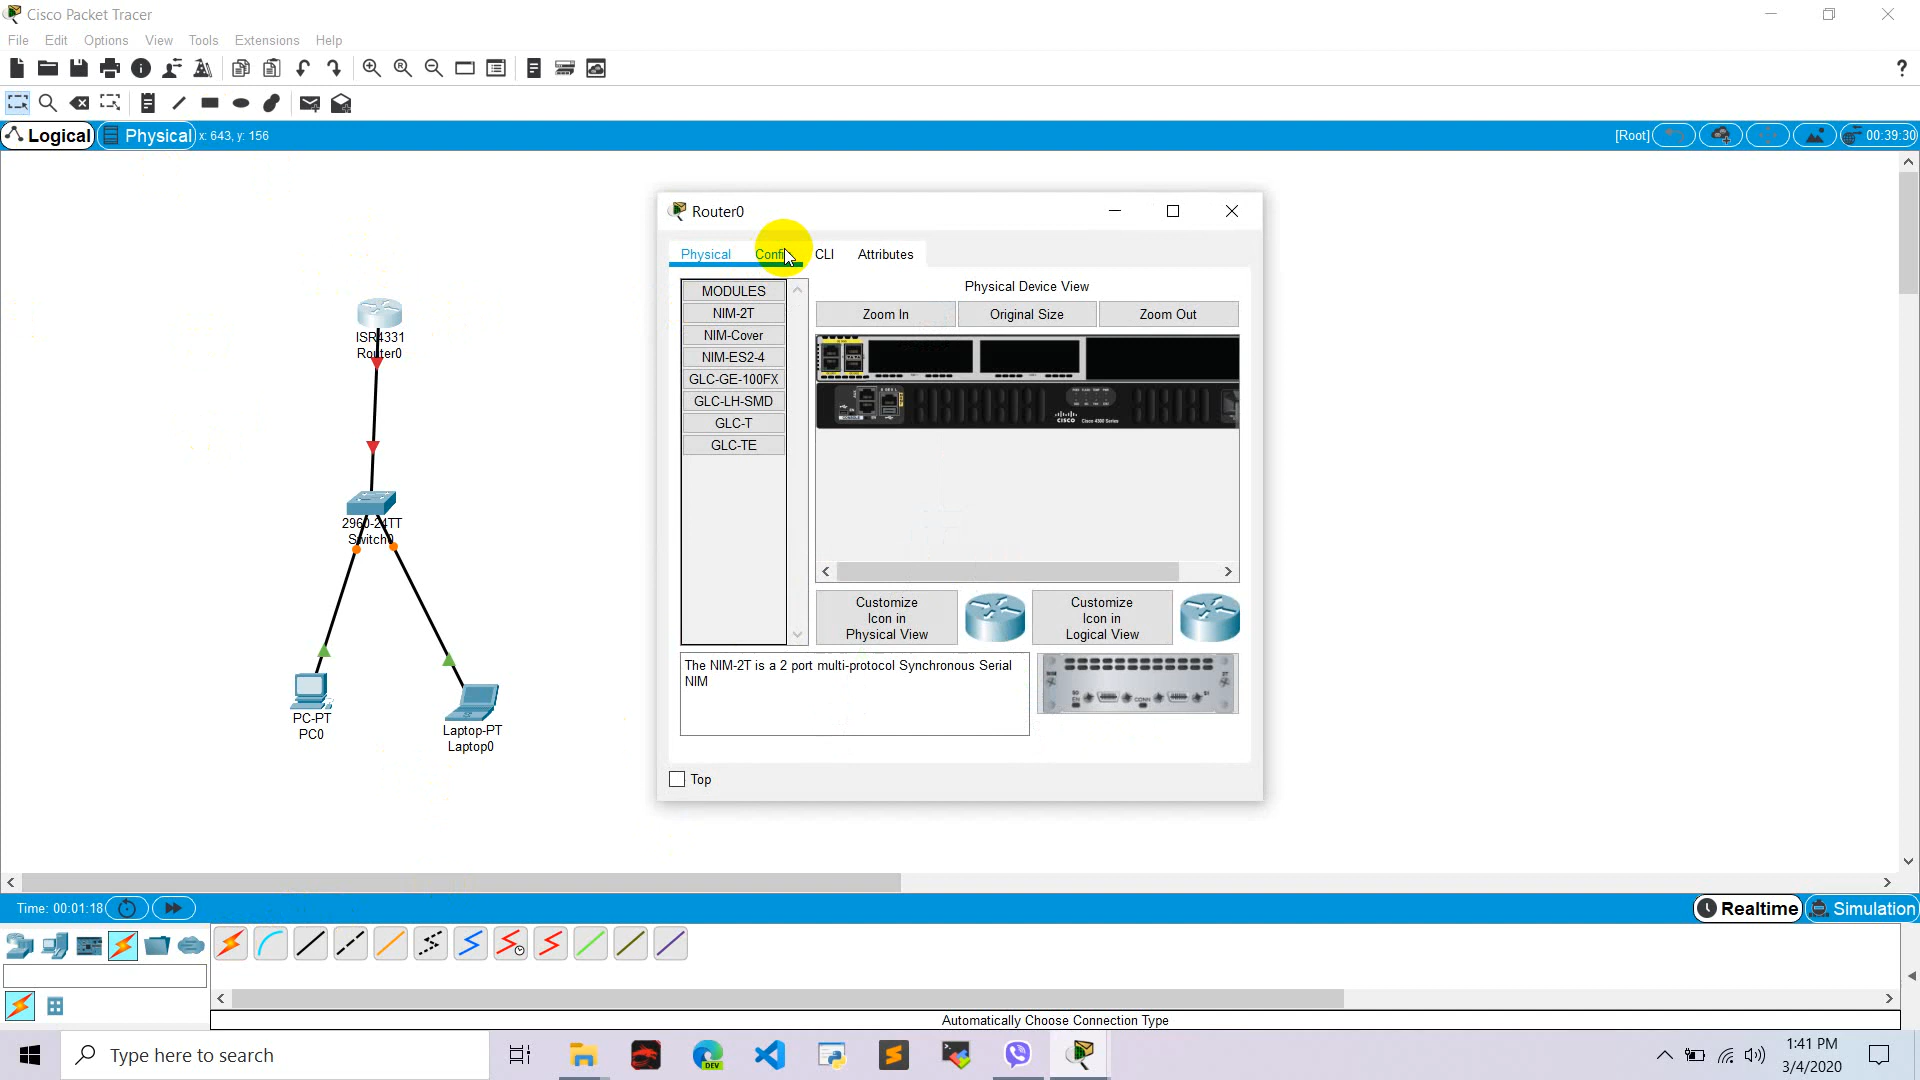 Cisco Packet Tracer
File Edit Options View Tools Extensions Help
Logical Physical x: 643, y: 156 [Root] 00:39:30
Router0
Physical Config CLI Attributes
MODULES
NIM-2T
NIM-Cover
NIM-ES2-4
GLC-GE-100FX
GLC-LH-SMD
GLC-T
GLC-TE
Physical Device View
Zoom In Original Size Zoom Out
CISCO Cisco 4300 Series
Customize
Icon in
Physical View
Customize
Icon in
Logical View
The NIM-2T is a 2 port multi-protocol Synchronous Serial
NIM
Top
ISR4331
Router0
2960-24TT
Switch0
PC-PT
PC0
Laptop-PT
Laptop0
Time: 00:01:18 Realtime Simulation
Automatically Choose Connection Type
Type here to search
DEV
1:41 PM
3/4/2020